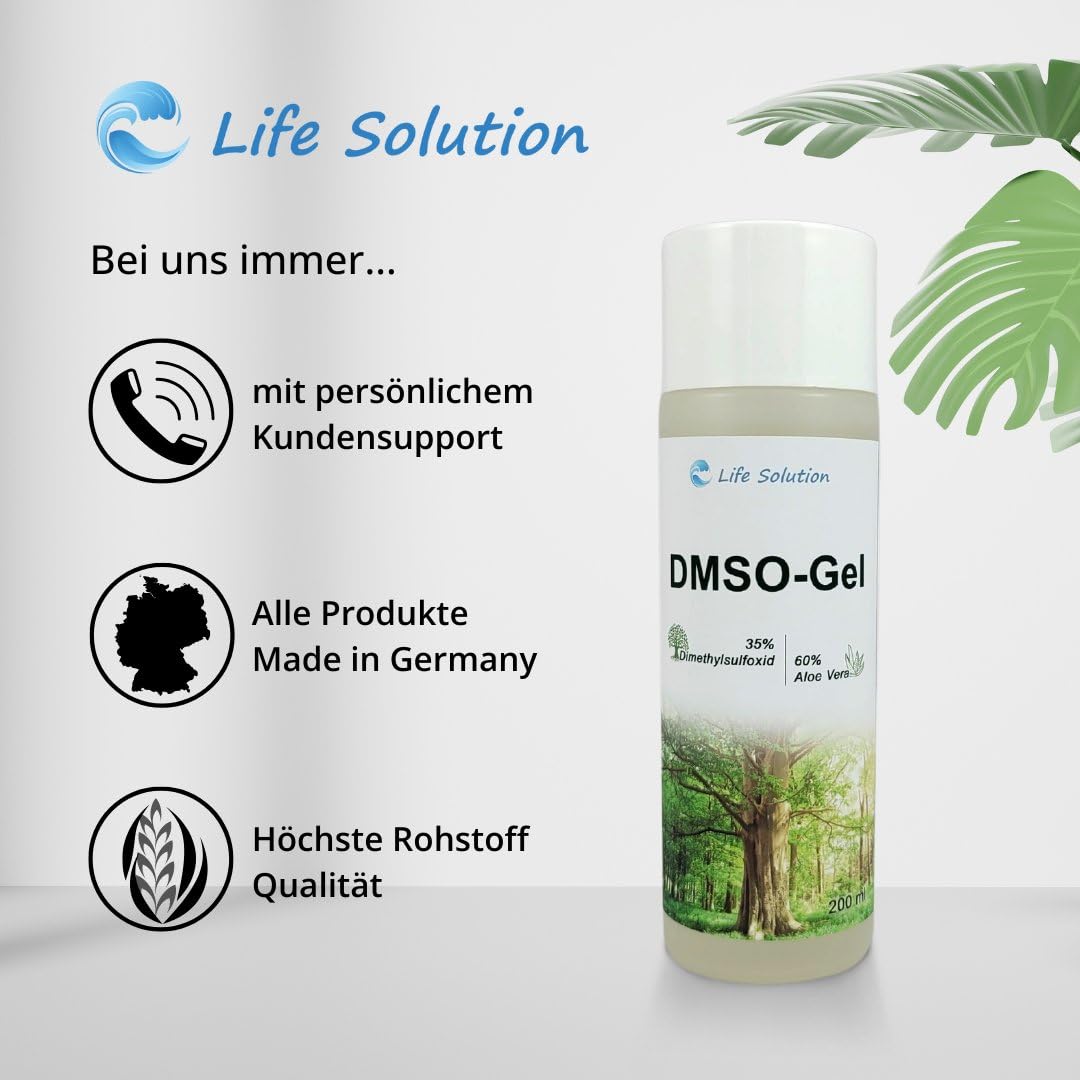 Life Solution
Bei uns immer...
mit persönlichem
Kundensupport
Alle Produkte
Made in Germany
Höchste Rohstoff
Qualität
Life Solution
DMSO-Gel
35%
Dimethylsulfoxid
60%
Aloe Vera
200 ml